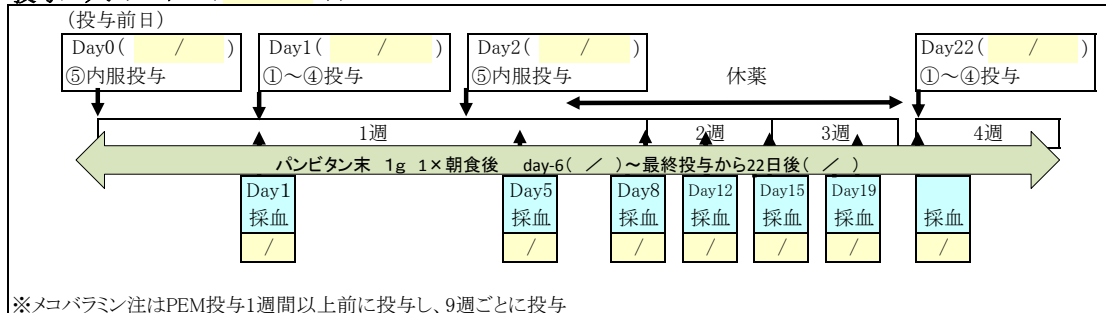 (投与前日)
Day0( / ) Day1( / ) Day2( / ) Day22( / )
⑤内服投与 ①～④投与 ⑤内服投与 休薬 ①～④投与
1週 2週 3週 4週
パンビタン末 1g 1×朝食後 day-6( / )～最終投与から22日後( / )
Day1 Day5 Day8 Day12 Day15 Day19
採血 採血 採血 採血 採血 採血 採血
/ / / / / / /
※メコバラミン注はPEM投与1週間以上前に投与し、9週ごとに投与